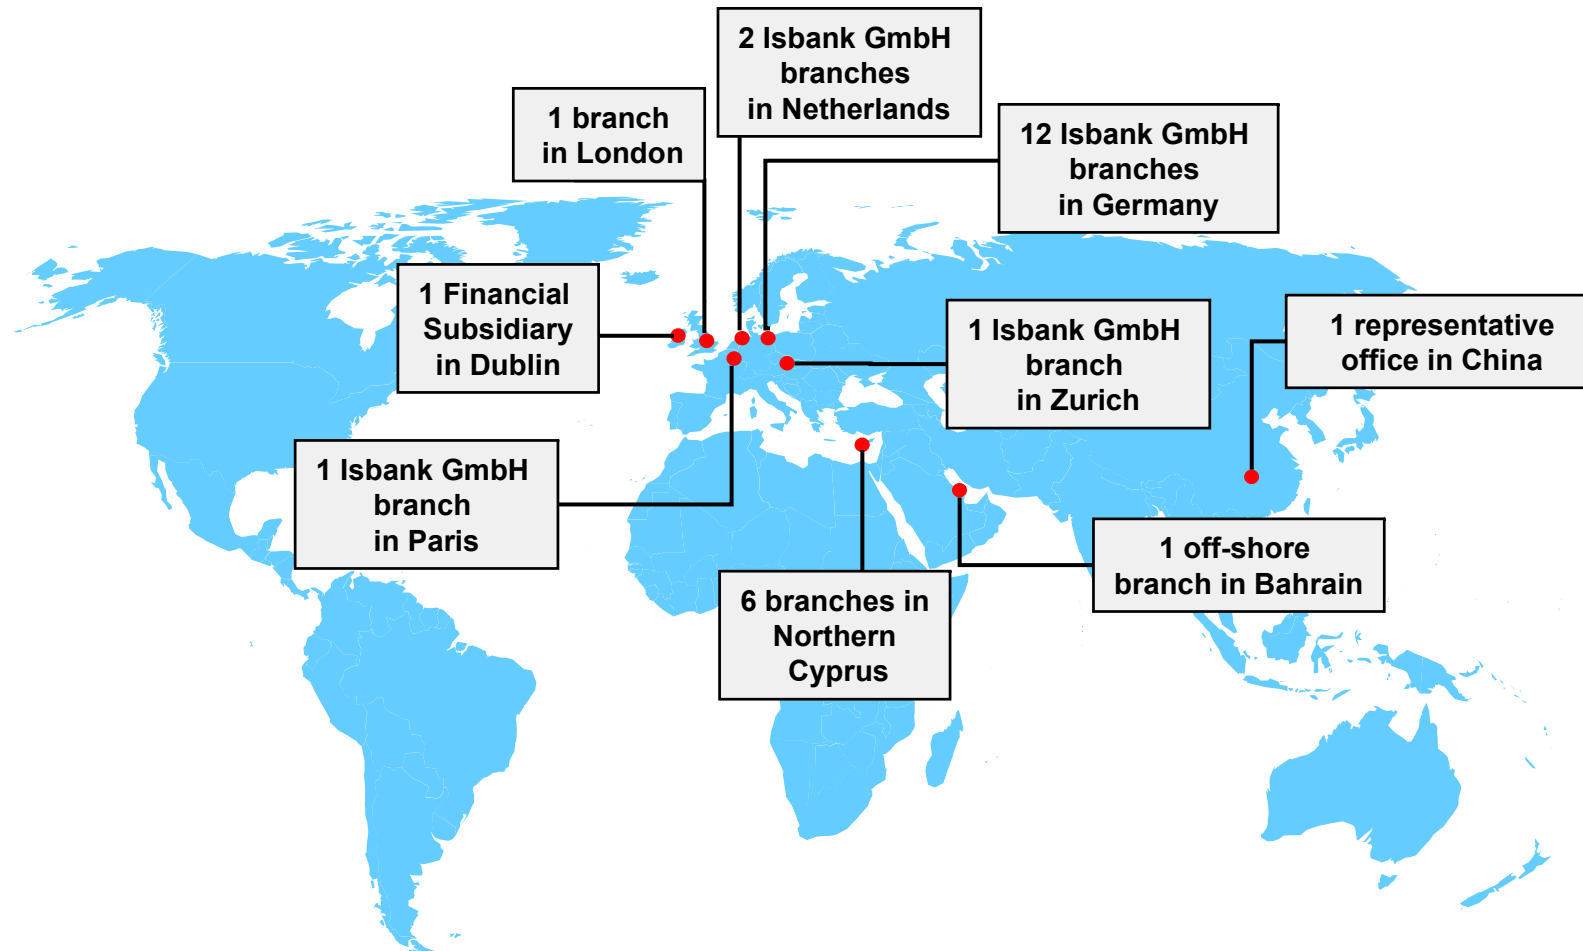 2 Isbank GmbH
branches
in Netherlands
1 branch
in London
12 Isbank GmbH
branches
in Germany
1 Financial
Subsidiary
in Dublin
1 Isbank GmbH
branch
in Zurich
1 representative
office in China
1 Isbank GmbH
branch
in Paris
1 off-shore
branch in Bahrain
6 branches in
Northern
Cyprus